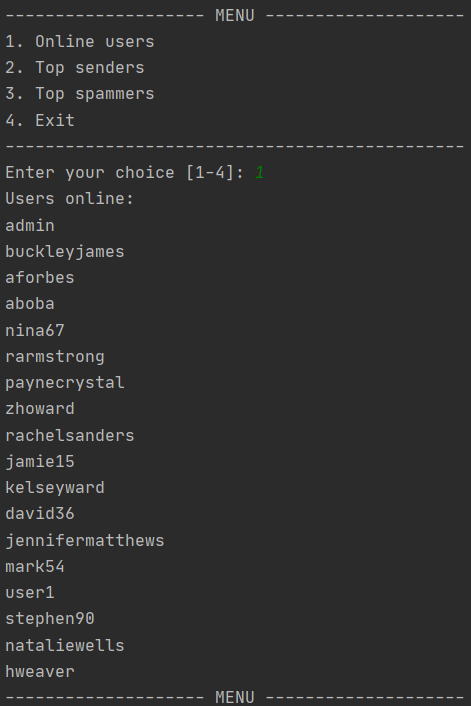 -------------------- MENU --------------------
1. Online users
2. Top senders
3. Top spammers
4. Exit
----------------------------------------------
Enter your choice [1-4]: 1
Users online:
admin
buckleyjames
aforbes
aboba
nina67
rarmstrong
paynecrystal
zhoward
rachelsanders
jamie15
kelseyward
david36
jennifermatthews
mark54
user1
stephen90
nataliewells
hweaver
-------------------- MENU --------------------